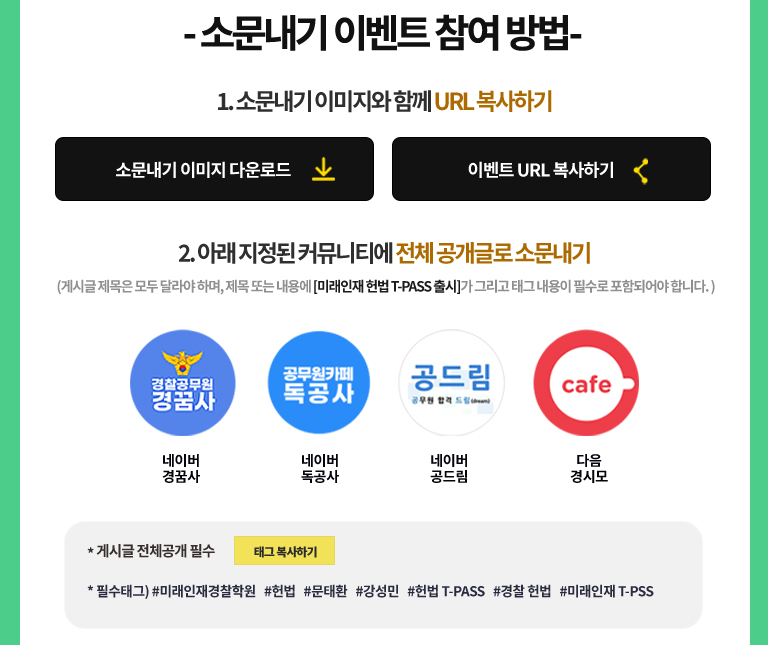 - 소문내기 이벤트 참여 방법-
1. 소문내기 이미지와 함께 URL 복사하기
소문내기 이미지 다운로드
이벤트 URL 복사하기
2. 아래 지정된 커뮤니티에 전체 공개글로 소문내기
(게시글 제목은 모두 달라야 하며, 제목 또는 내용에 [미래인재 헌법 T-PASS 출시]가 그리고 태그 내용이 필수로 포함되어야 합니다. )
경찰공무원
경꿈사
공무원카페
독공사
공드림
공무원 합격 드림(dream)
cafe
네이버
경꿈사
네이버
독공사
네이버
공드림
다음
경시모
* 게시글 전체공개 필수
태그 복사하기
* 필수태그) #미래인재경찰학원 #헌법 #문태환 #강성민 #헌법 T-PASS #경찰 헌법 #미래인재 T-PSS